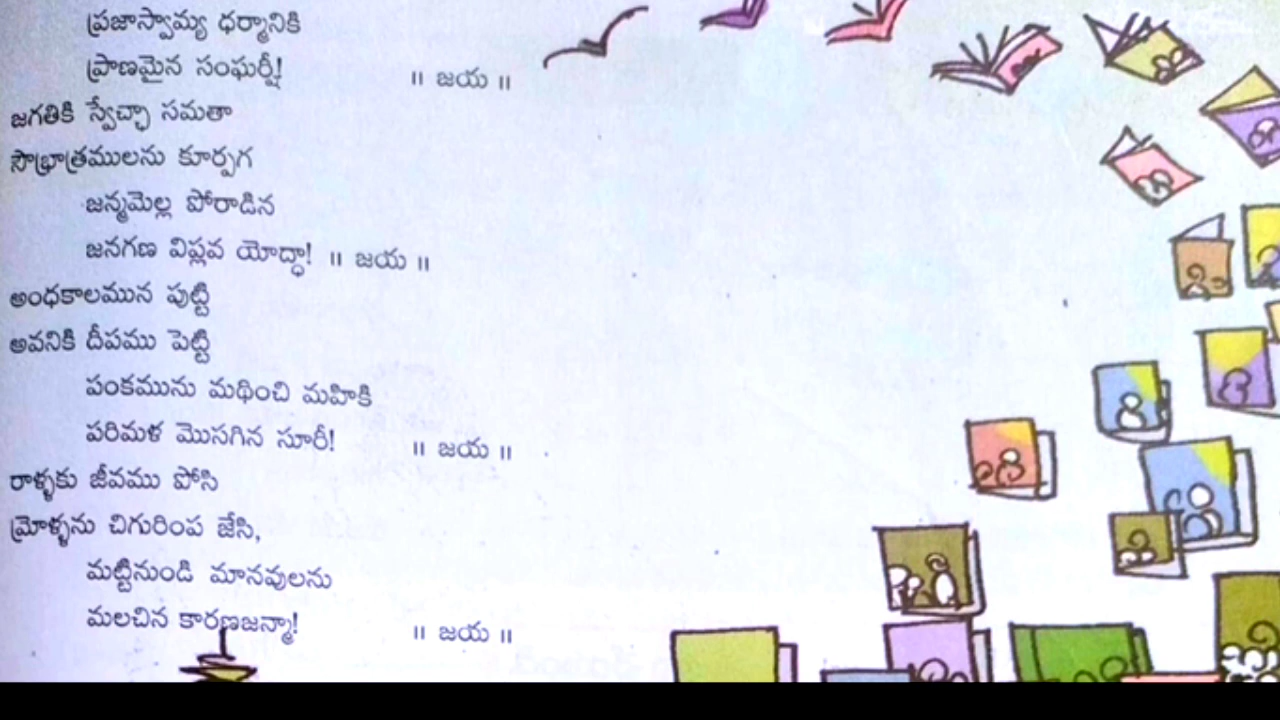 ప్రజాస్వామ్య ధర్మానికి
ప్రాణమైన సంఘర్షీ! ॥ జయ ॥
జగతికి స్వేచ్ఛా సమతా
సౌభ్రాత్రములను కూర్పగ
జన్మమెల్ల పోరాడిన
జనగణ విప్లవ యోద్ధా! ॥ జయ ॥
అంధకాలమున పుట్టి
అవనికి దీపము పెట్టి
పంకమును మథించి మహికి
పరిమళ మొసగిన సూరీ! ॥ జయ ॥
రాళ్ళకు జీవము పోసి
మ్రోళ్ళను చిగురింప జేసి,
మట్టినుండి మానవులను
మలచిన కారణజన్మా! ॥ జయ ॥